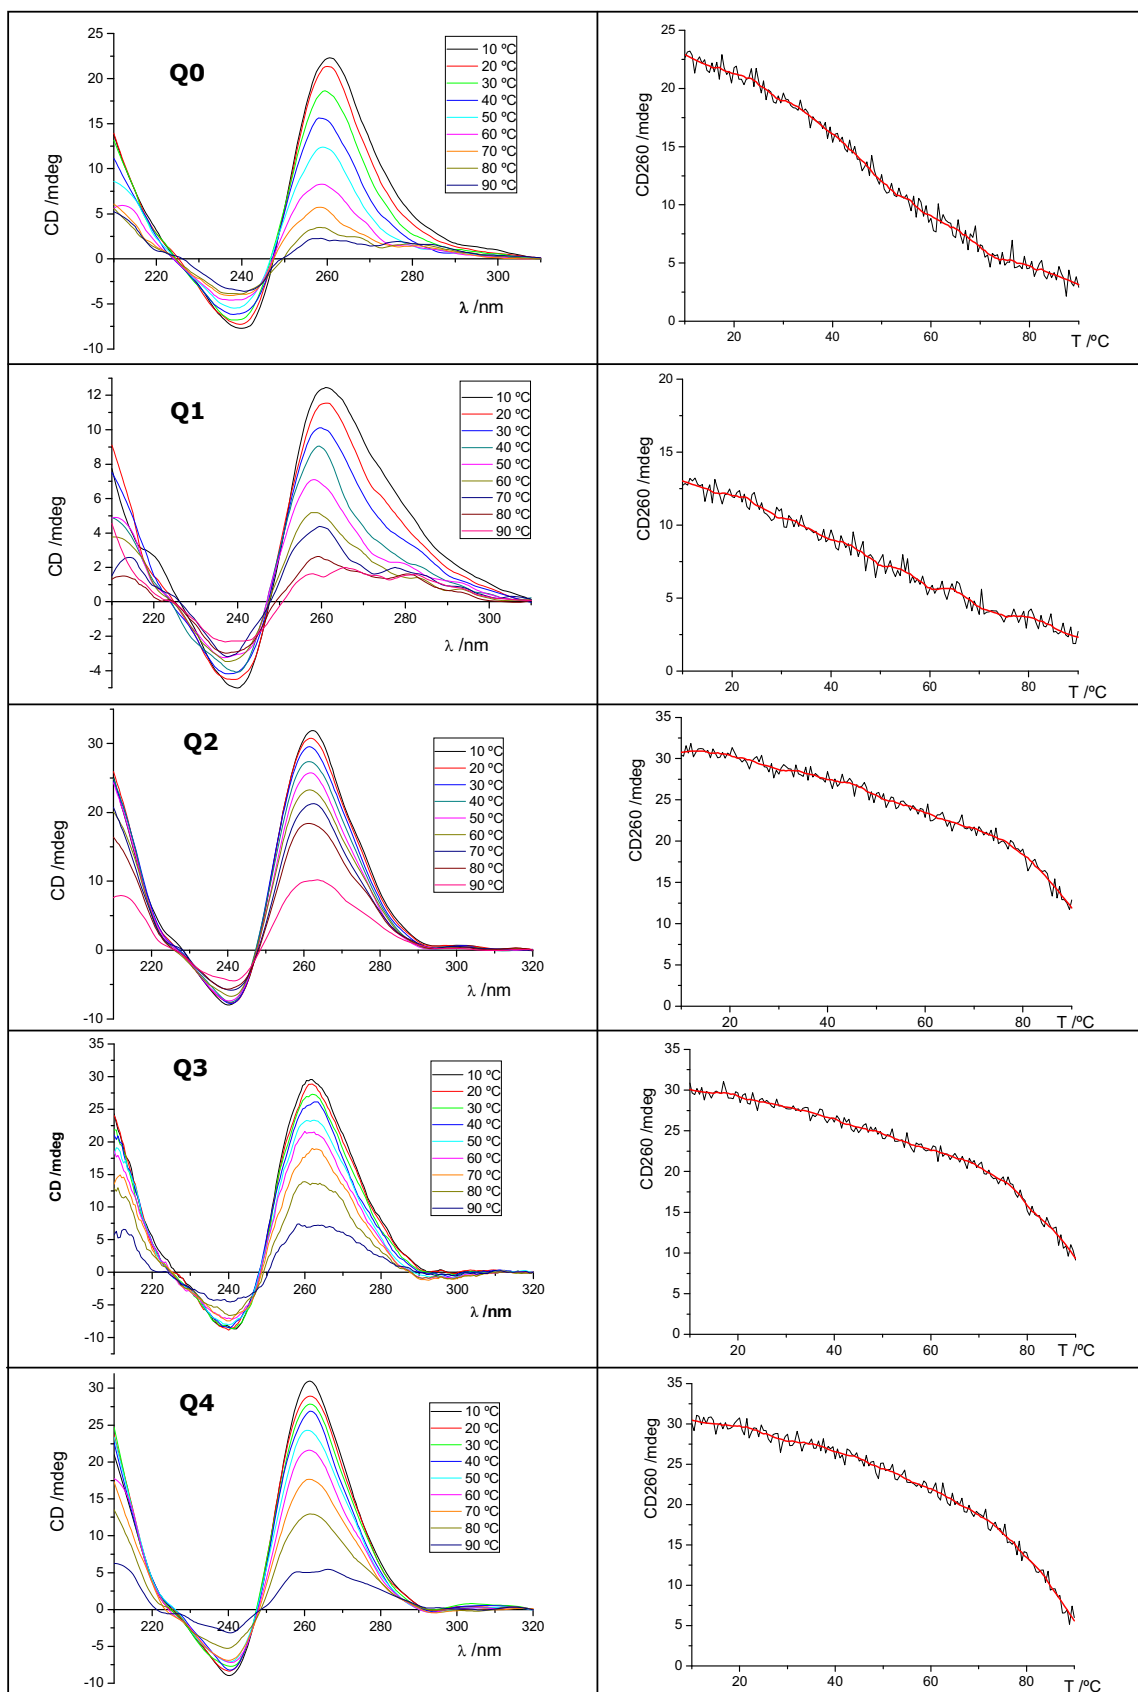 Q0
CD /mdeg
25
20
15
10
5
0
-5
-10
220 240 260 280 300
λ /nm
10 ºC
20 ºC
30 ºC
40 ºC
50 ºC
60 ºC
70 ºC
80 ºC
90 ºC
CD260 /mdeg
25
20
15
10
5
0
20 40 60 80
T /ºC
Q1
CD /mdeg
12
10
8
6
4
2
0
-2
-4
220 240 260 280 300
λ /nm
10 ºC
20 ºC
30 ºC
40 ºC
50 ºC
60 ºC
70 ºC
80 ºC
90 ºC
CD260 /mdeg
20
15
10
5
0
20 40 60 80
T /ºC
Q2
CD /mdeg
30
20
10
0
-10
220 240 260 280 300 320
λ /nm
10 ºC
20 ºC
30 ºC
40 ºC
50 ºC
60 ºC
70 ºC
80 ºC
90 ºC
CD260 /mdeg
35
30
25
20
15
10
5
0
20 40 60 80
T /ºC
Q3
CD /mdeg
35
30
25
20
15
10
5
0
-5
-10
220 240 260 280 300 320
λ /nm
10 ºC
20 ºC
30 ºC
40 ºC
50 ºC
60 ºC
70 ºC
80 ºC
90 ºC
CD260 /mdeg
35
30
25
20
15
10
5
0
20 40 60 80
T /ºC
Q4
CD /mdeg
30
25
20
15
10
5
0
-5
-10
220 240 260 280 300 320
λ /nm
10 ºC
20 ºC
30 ºC
40 ºC
50 ºC
60 ºC
70 ºC
80 ºC
90 ºC
CD260 /mdeg
35
30
25
30
15
10
5
0
20 40 60 80
T /ºC